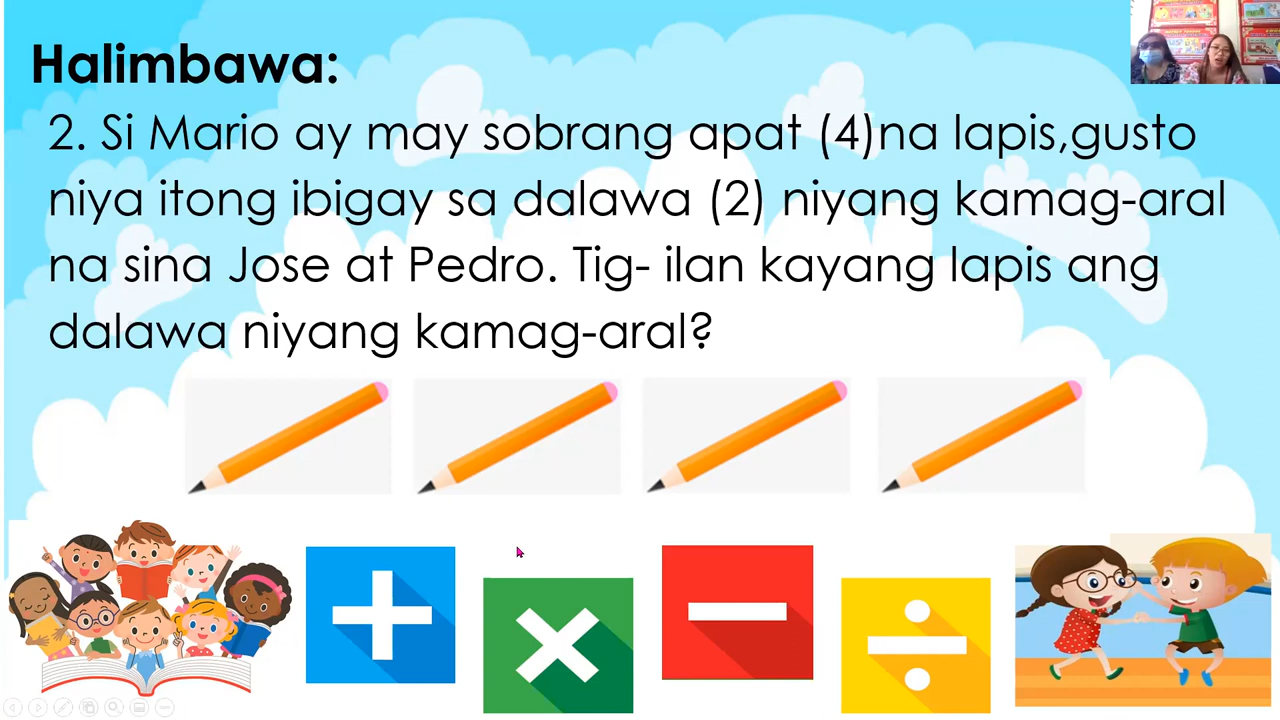 Halimbawa:
2. Si Mario ay may sobrang apat (4)na lapis,gusto
niya itong ibigay sa dalawa (2) niyang kamag-aral
na sina Jose at Pedro. Tig- ilan kayang lapis ang
dalawa niyang kamag-aral?